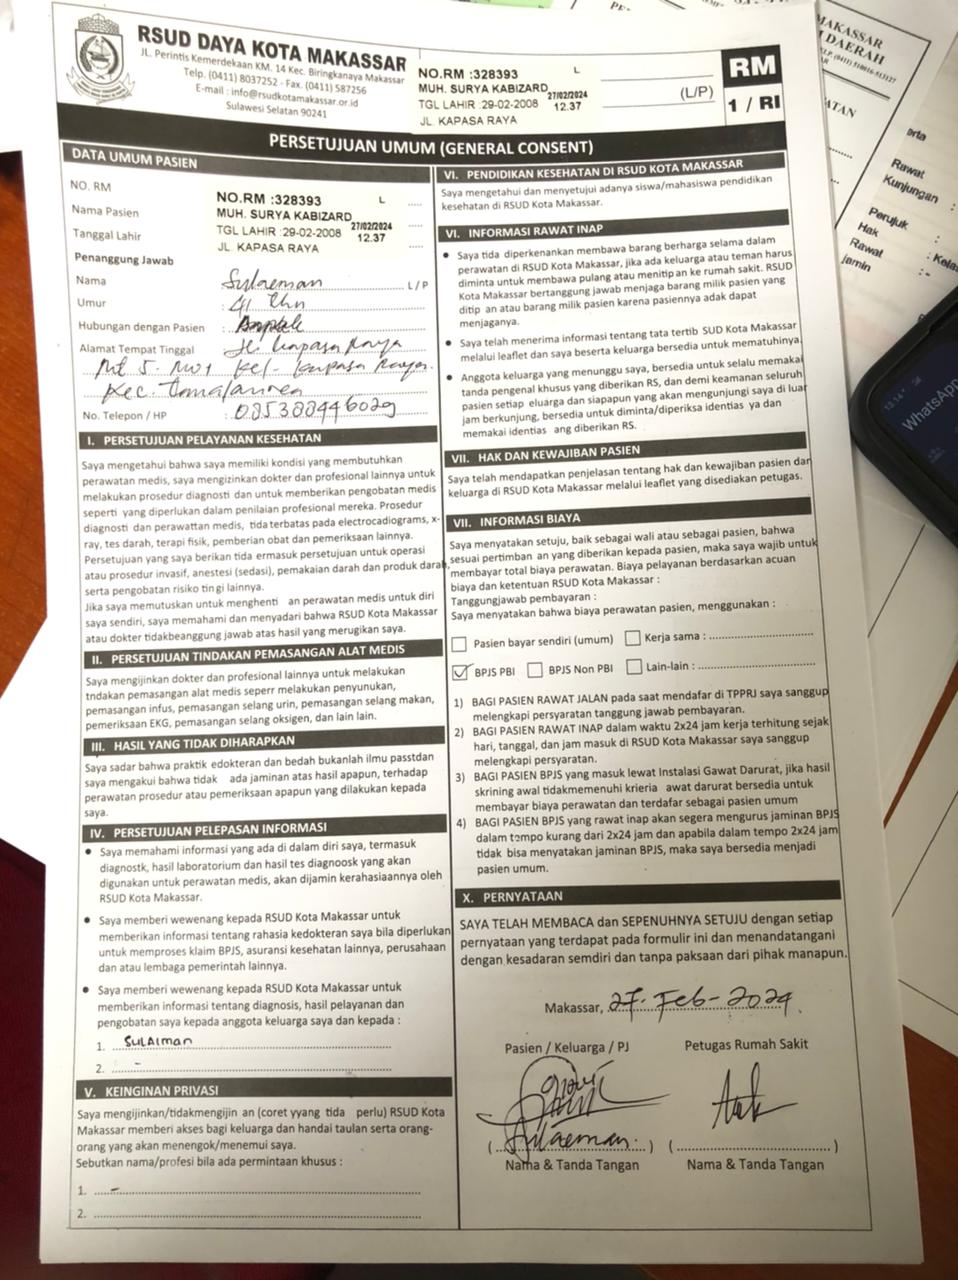 RSUD DAYA KOTA MAKASSAR
JL. Perintis Kemerdekaan KM. 14 Kec. Biringkanaya Makassar
Telp. (0411) 8037252 - Fax. (0411) 587256
E-mail : info@rsudkotamakassar.or.id
Sulawesi Selatan 90241
NO.RM :328393 L
MUH. SURYA KABIZARD 27/02/2024
TGL LAHIR :29-02-2008 12.37
JL. KAPASA RAYA
(L/P)
RM
1 / RI
PERSETUJUAN UMUM (GENERAL CONSENT)
DATA UMUM PASIEN
NO. RM
Nama Pasien
Tanggal Lahir
NO.RM :328393 L
MUH. SURYA KABIZARD 27/02/2024
TGL LAHIR :29-02-2008 12.37
JL. KAPASA RAYA
Penanggung Jawab
Nama Sulaeman L/P
Umur : 41 thn
Hubungan dengan Pasien :
Alamat Tempat Tinggal : Jl. Kapasa Raya
Kel- Kapasa Raya.
Kec. Tamalanrea
No. Telepon / HP : 085388446029
I. PERSETUJUAN PELAYANAN KESEHATAN
Saya mengetahui bahwa saya memiliki kondisi yang membutuhkan
perawatan medis, saya mengizinkan dokter dan profesional lainnya untuk
melakukan prosedur diagnosti dan untuk memberikan pengobatan medis
seperti yang diperlukan dalam penilaian profesional mereka. Prosedur
diagnosti dan perawattan medis, tida terbatas pada electrocadiograms, x-
ray, tes darah, terapi fisik, pemberian obat dan pemeriksaan lainnya.
Persetujuan yang saya berikan tida ermasuk persetujuan untuk operasi
atau prosedur invasif, anestesi (sedasi), pemakaian darah dan produk darah,
serta pengobatan risiko tin gi lainnya.
Jika saya memutuskan untuk menghenti an perawatan medis untuk diri
saya sendiri, saya memahami dan menyadari bahwa RSUD Kota Makassar
atau dokter tidakbeanggung jawab atas hasil yang merugikan saya.
II. PERSETUJUAN TINDAKAN PEMASANGAN ALAT MEDIS
Saya mengijinkan dokter dan profesional lainnya untuk melakukan
tndakan pemasangan alat medis seperr melakukan penyunukan,
pemasangan infus, pemasangan selang urin, pemasangan selang makan,
pemeriksaan EKG, pemasangan selang oksigen, dan lain lain.
III. HASIL YANG TIDAK DIHARAPKAN
Saya sadar bahwa praktik edokteran dan bedah bukanlah ilmu passtdan
saya mengakui bahwa tidak ada jaminan atas hasil apapun, terhadap
perawatan prosedur atau pemeriksaan apapun yang dilakukan kepada
saya.
IV. PERSETUJUAN PELEPASAN INFORMASI
• Saya memahami informasi yang ada di dalam diri saya, termasuk
diagnostk, hasil laboratorium dan hasil tes diagnoosk yang akan
digunakan untuk perawatan medis, akan dijamin kerahasiaannya oleh
RSUD Kota Makassar.
• Saya memberi wewenang kepada RSUD Kota Makassar untuk
memberikan informasi tentang rahasia kedokteran saya bila diperlukan
untuk memproses klaim BPJS, asuransi kesehatan lainnya, perusahaan
dan atau lembaga pemerintah lainnya.
• Saya memberi wewenang kepada RSUD Kota Makassar untuk
memberikan informasi tentang diagnosis, hasil pelayanan dan
pengobatan saya kepada anggota keluarga saya dan kepada :
1. SULAIMAN
2. -
V. KEINGINAN PRIVASI
Saya mengijinkan/tidakmengijin an (coret yyang tida perlu) RSUD Kota
Makassar memberi akses bagi keluarga dan handai taulan serta orang-
orang yang akan menengok/menemui saya.
Sebutkan nama/profesi bila ada permintaan khusus :
1. -
2.
VI. PENDIDIKAN KESEHATAN DI RSUD KOTA MAKASSAR
Saya mengetahui dan menyetujui adanya siswa/mahasiswa pendidikan
kesehatan di RSUD Kota Makassar.
VI. INFORMASI RAWAT INAP
• Saya tida diperkenankan membawa barang berharga selama dalam
perawatan di RSUD Kota Makassar, jika ada keluarga atau teman harus
diminta untuk membawa pulang atau menitip an ke rumah sakit. RSUD
Kota Makassar bertanggung jawab menjaga barang milik pasien yang
ditip an atau barang milik pasien karena pasiennya adak dapat
menjaganya.
• Saya telah menerima informasi tentang tata tertib SUD Kota Makassar
melalui leaflet dan saya beserta keluarga bersedia untuk mematuhinya.
• Anggota keluarga yang menunggu saya, bersedia untuk selalu memakai
tanda pengenal khusus yang diberikan RS, dan demi keamanan seluruh
pasien setiap eluarga dan siapapun yang akan mengunjungi saya di luar
jam berkunjung, bersedia untuk diminta/diperiksa identias ya dan
memakai identias ang diberikan RS.
VII. HAK DAN KEWAJIBAN PASIEN
Saya telah mendapatkan penjelasan tentang hak dan kewajiban pasien dan
keluarga di RSUD Kota Makassar melalui leaflet yang disediakan petugas.
VII. INFORMASI BIAYA
Saya menyatakan setuju, baik sebagai wali atau sebagai pasien, bahwa
sesuai pertimban an yang diberikan kepada pasien, maka saya wajib untuk
membayar total biaya perawatan. Biaya pelayanan berdasarkan acuan
biaya dan ketentuan RSUD Kota Makassar :
Tanggungjawab pembayaran :
Saya menyatakan bahwa biaya perawatan pasien, menggunakan :
Pasien bayar sendiri (umum) Kerja sama :
BPJS PBI BPJS Non PBI Lain-lain :
1) BAGI PASIEN RAWAT JALAN pada saat mendafar di TPPRJ saya sanggup
melengkapi persyaratan tanggung jawab pembayaran.
2) BAGI PASIEN RAWAT INAP dalam waktu 2x24 jam kerja terhitung sejak
hari, tanggal, dan jam masuk di RSUD Kota Makassar saya sanggup
melengkapi persyaratan.
3) BAGI PASIEN BPJS yang masuk lewat Instalasi Gawat Darurat, jika hasil
skrining awal tidakmemenuhi krieria awat darurat bersedia untuk
membayar biaya perawatan dan terdafar sebagai pasien umum
4) BAGI PASIEN BPJS yang rawat inap akan segera mengurus jaminan BPJS
dalam tempo kurang dari 2x24 jam dan apabila dalam tempo 2x24 jam
tidak bisa menyatakan jaminan BPJS, maka saya bersedia menjadi
pasien umum.
X. PERNYATAAN
SAYA TELAH MEMBACA dan SEPENUHNYA SETUJU dengan setiap
pernyataan yang terdapat pada formulir ini dan menandatangani
dengan kesadaran semdiri dan tanpa paksaan dari pihak manapun.
Makassar, 27-Feb-2024
Pasien / Keluarga / PJ Petugas Rumah Sakit
(Sulaeman.) ( )
Nama & Tanda Tangan Nama & Tanda Tangan
MAKASSAR
DAERAH
Rawat
Kunjungan :
Perujuk :
Hak :
Rawat : Kelas
jamin :-
13.14
WhatsApp